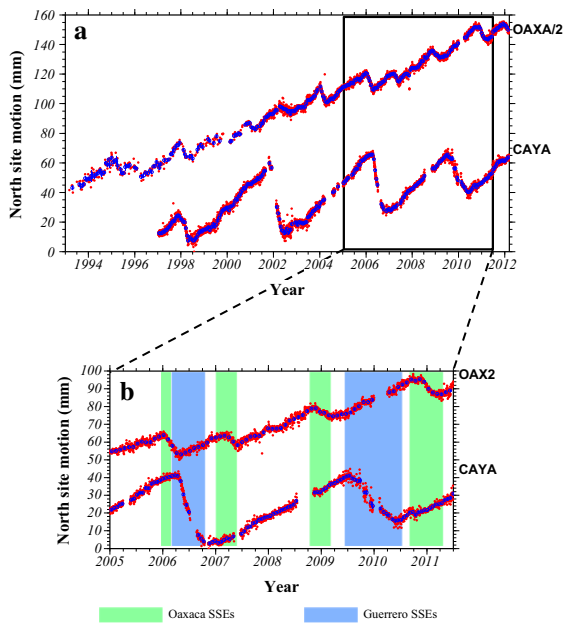 a
North site motion (mm)
160
140
120
100
80
60
40
20
0
OAXA/2
CAYA
1994 1996 1998 2000 2002 2004 2006 2008 2010 2012
Year
b
North site motion (mm)
100
90
80
70
60
50
40
30
20
10
0
OAX2
CAYA
2005 2006 2007 2008 2009 2010 2011
Year
Oaxaca SSEs
Guerrero SSEs